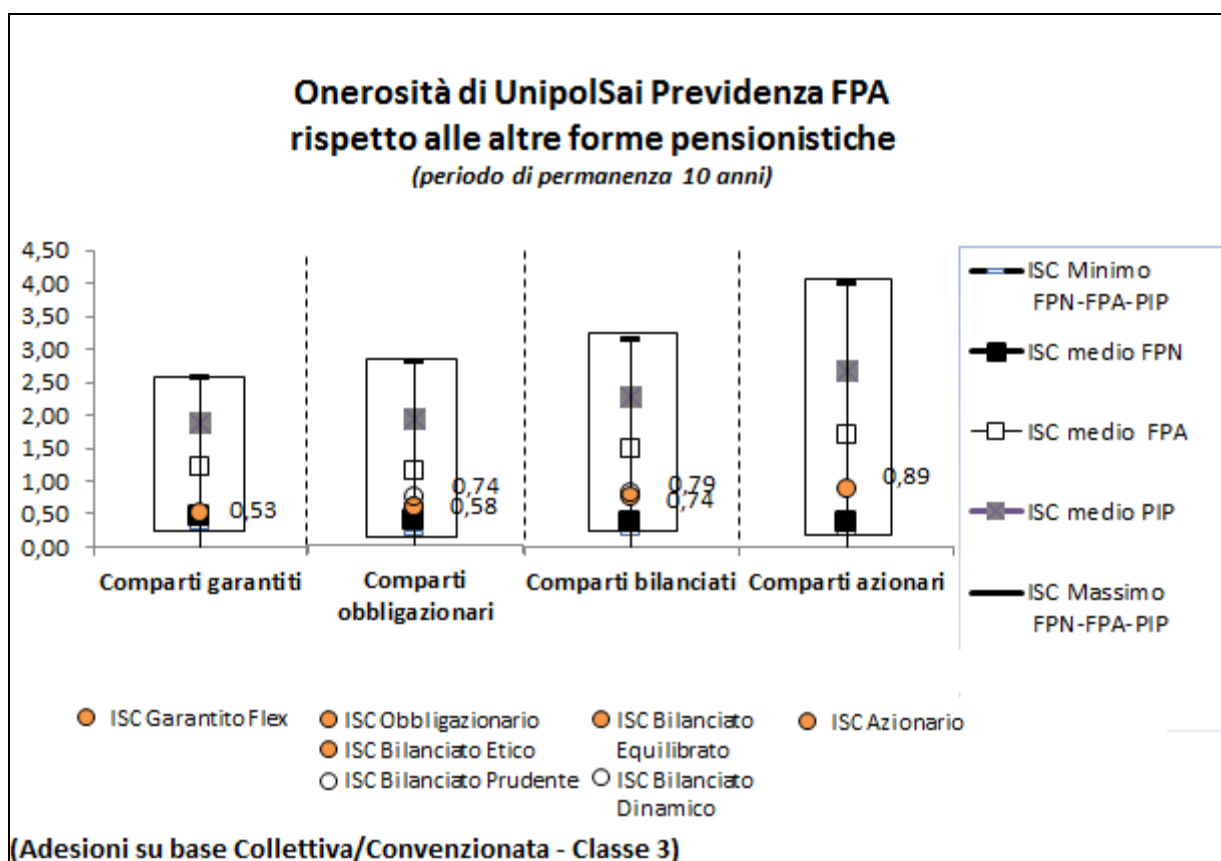 Onerosità di UnipolSai Previdenza FPA
rispetto alle altre forme pensionistiche
(periodo di permanenza 10 anni)
4,50
4,00
3,50
3,00
2,50
2,00
1,50
1,00
0,50
0,00
0,53
0,74
0,58
0,79
0,74
0,89
Comparti garantiti
Comparti
obbligazionari
Comparti bilanciati
Comparti azionari
ISC Minimo
FPN-FPA-PIP
ISC medio FPN
ISC medio FPA
ISC medio PIP
ISC Massimo
FPN-FPA-PIP
ISC Garantito Flex
ISC Obbligazionario
ISC Bilanciato Etico
ISC Bilanciato Prudente
ISC Bilanciato
Equilibrato
ISC Bilanciato
Dinamico
ISC Azionario
(Adesioni su base Collettiva/Convenzionata - Classe 3)